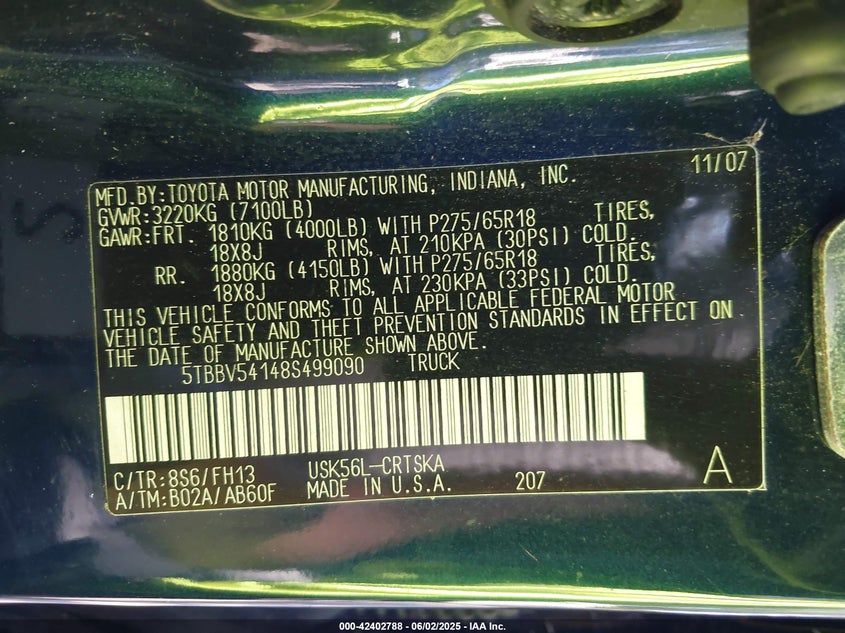 11/07
MFD.BY:TOYOTA MOTOR MANUFACTURING, INDIANA, INC.
GVWR:3220KG (7100LB)
GAWR:FRT. 1810KG (4000LB) WITH P275/65R18 TIRES,
18X8J RIMS, AT 210KPA (30PSI) COLD.
RR. 1880KG (4150LB) WITH P275/65R18 TIRES,
18X8J RIMS, AT 230KPA (33PSI) COLD.
THIS VEHICLE CONFORMS TO ALL APPLICABLE FEDERAL MOTOR
VEHICLE SAFETY AND THEFT PREVENTION STANDARDS IN EFFECT ON
THE DATE OF MANUFACTURE SHOWN ABOVE.
5TBBV54148S499090 TRUCK
C/TR:8S6/FH13 USK56L-CRTSKA A
A/TM:B02A/AB60F MADE IN U.S.A. 207
000-42402788 - 06/02/2025 - IAA Inc.